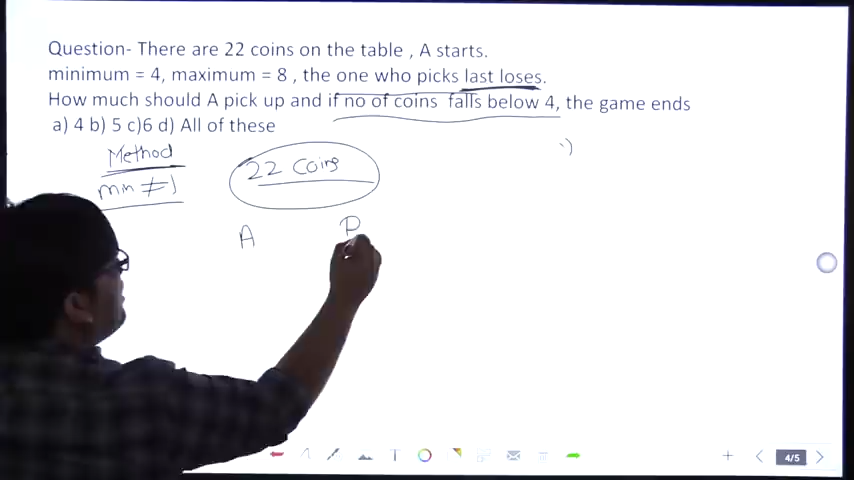 Question- There are 22 coins on the table , A starts.
minimum = 4, maximum = 8 , the one who picks last loses.
How much should A pick up and if no of coins falls below 4, the game ends
a) 4 b) 5 c)6 d) All of these
Method
min ≠ 1
22 Coins
A P
T
4/5